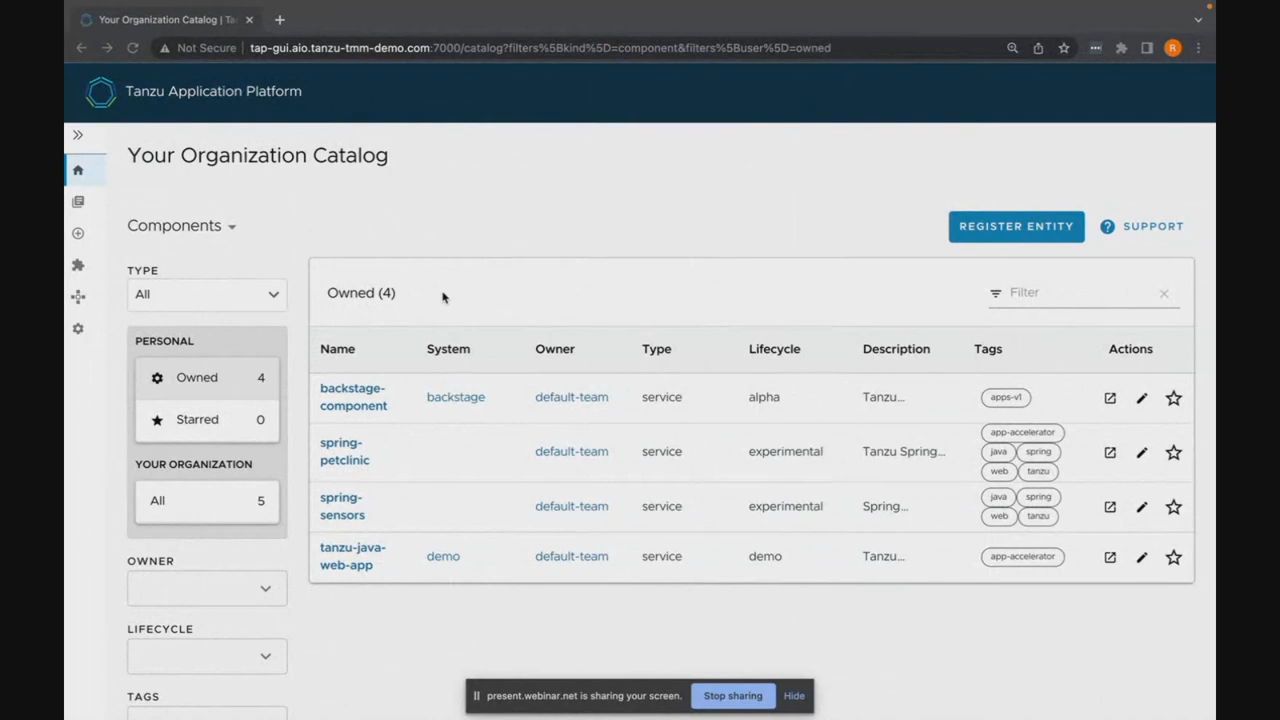 Your Organization Catalog | Ta
Not Secure
tap-gui.aio.tanzu-tmm-demo.com:7000/catalog?filters%5Bkind%5D=component&filters%5Buser%5D=owned
R
Tanzu Application Platform
Your Organization Catalog
Components
REGISTER ENTITY
SUPPORT
TYPE
All
PERSONAL
Owned 4
Starred 0
YOUR ORGANIZATION
All 5
OWNER
LIFECYCLE
TAGS
Owned (4)
Filter
Name System Owner Type Lifecycle Description Tags Actions
backstage-
component
backstage default-team service alpha Tanzu... apps-v1
spring-
petclinic
default-team service experimental Tanzu Spring...
app-accelerator
java spring
web tanzu
spring-
sensors
default-team service experimental Spring...
java spring
web tanzu
tanzu-java-
web-app
demo default-team service demo Tanzu... app-accelerator
present.webinar.net is sharing your screen. Stop sharing Hide